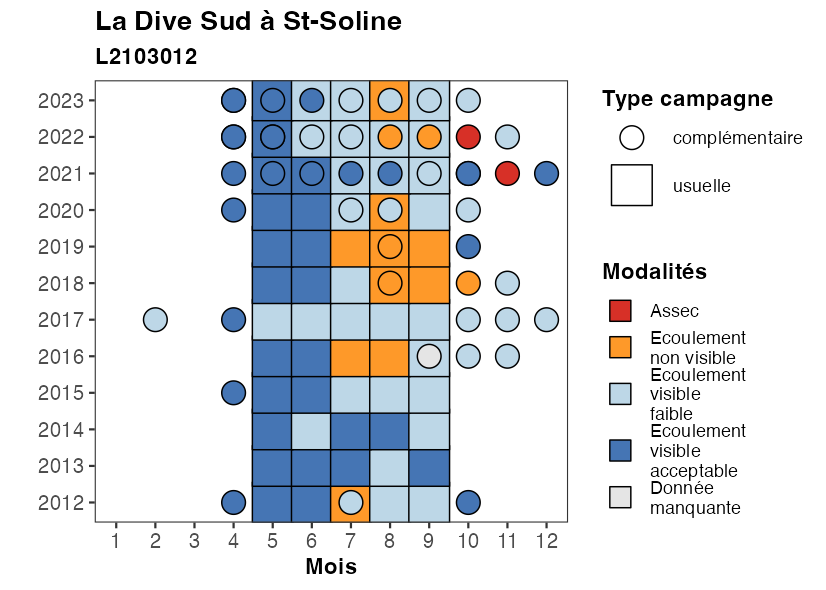 La Dive Sud à St-Soline
L2103012
2023
2022
2021
2020
2019
2018
2017
2016
2015
2014
2013
2012
1 2 3 4 5 6 7 8 9 10 11 12
Mois
Type campagne
complémentaire
usuelle
Modalités
Assec
Ecoulement
non visible
Ecoulement
visible
faible
Ecoulement
visible
acceptable
Donnée
manquante